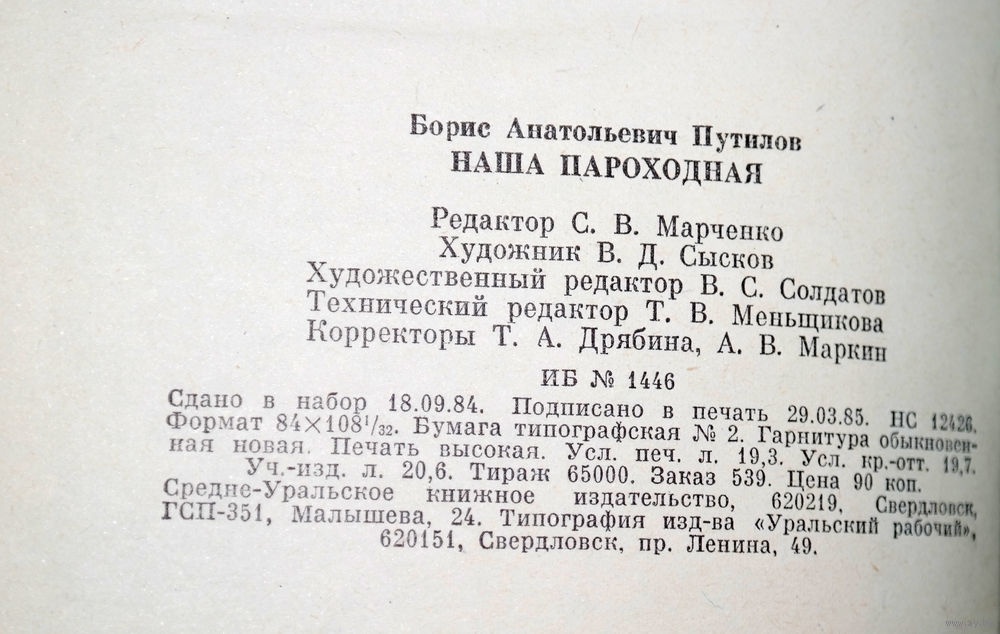 Борис Анатольевич Путилов
НАША ПАРОХОДНАЯ
Редактор С. В. Марченко
Художник В. Д. Сысков
Художественный редактор В. С. Солдатов
Технический редактор Т. В. Меньщикова
Корректоры Т. А. Дрябина, А. В. Маркин
ИБ № 1446
Сдано в набор 18.09.84. Подписано в печать 29.03.85. НС 12426.
Формат 84×108¹/₃₂. Бумага типографская № 2. Гарнитура обыкновен-
ная новая. Печать высокая. Усл. печ. л. 19,3. Усл. кр.-отт. 19,7.
Уч.-изд. л. 20,6. Тираж 65000. Заказ 539. Цена 90 коп.
Средне-Уральское книжное издательство, 620219, Свердловск,
ГСП-351, Малышева, 24. Типография изд-ва «Уральский рабочий»,
620151, Свердловск, пр. Ленина, 49.